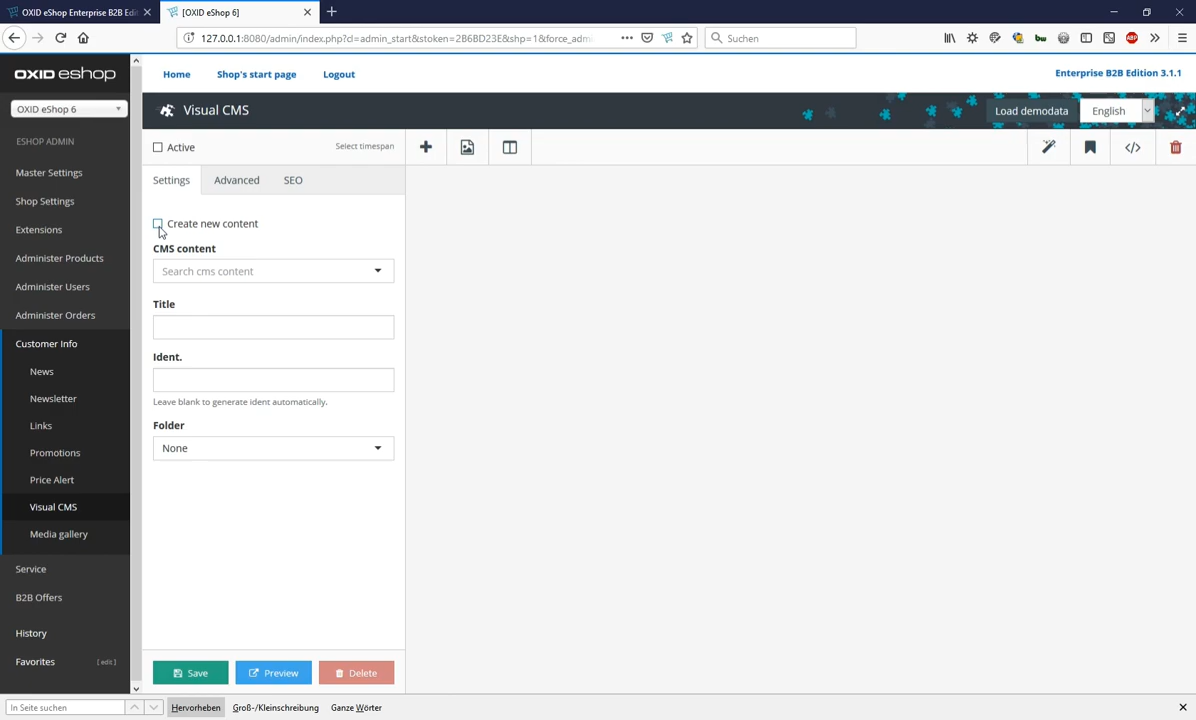 OXID eShop Enterprise B2B Edi
[OXID eShop 6]
127.0.0.1:8080/admin/index.php?cl=admin_start&stoken=2B6BD23E&shp=1&force_adm
Suchen
OXID eshop
Home
Shop's start page
Logout
Enterprise B2B Edition 3.1.1
OXID eShop 6
Visual CMS
Load demodata
English
ESHOP ADMIN
Active
Select timespan
Master Settings
Settings
Advanced
SEO
Shop Settings
Create new content
Extensions
CMS content
Administer Products
Search cms content
Administer Users
Title
Administer Orders
Customer Info
Ident.
News
Newsletter
Leave blank to generate ident automatically.
Links
Folder
Promotions
None
Price Alert
Visual CMS
Media gallery
Service
B2B Offers
History
Favorites
[ edit ]
Save
Preview
Delete
In Seite suchen
Hervorheben
Groß-/Kleinschreibung
Ganze Wörter
ABP